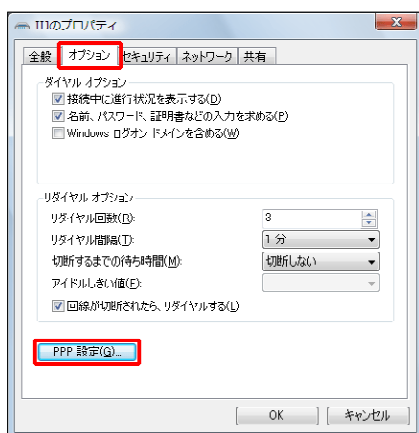 IIJのプロパティ
全般 オプション セキュリティ ネットワーク 共有
ダイヤル オプション
接続中に進行状況を表示する(D)
名前、パスワード、証明書などの入力を求める(P)
Windows ログオン ドメインを含める(W)
リダイヤル オプション
リダイヤル回数(R): 3
リダイヤル間隔(T): 1 分
切断するまでの待ち時間(M): 切断しない
アイドルしきい値(E):
回線が切断されたら、リダイヤルする(L)
PPP 設定(G)...
OK キャンセル